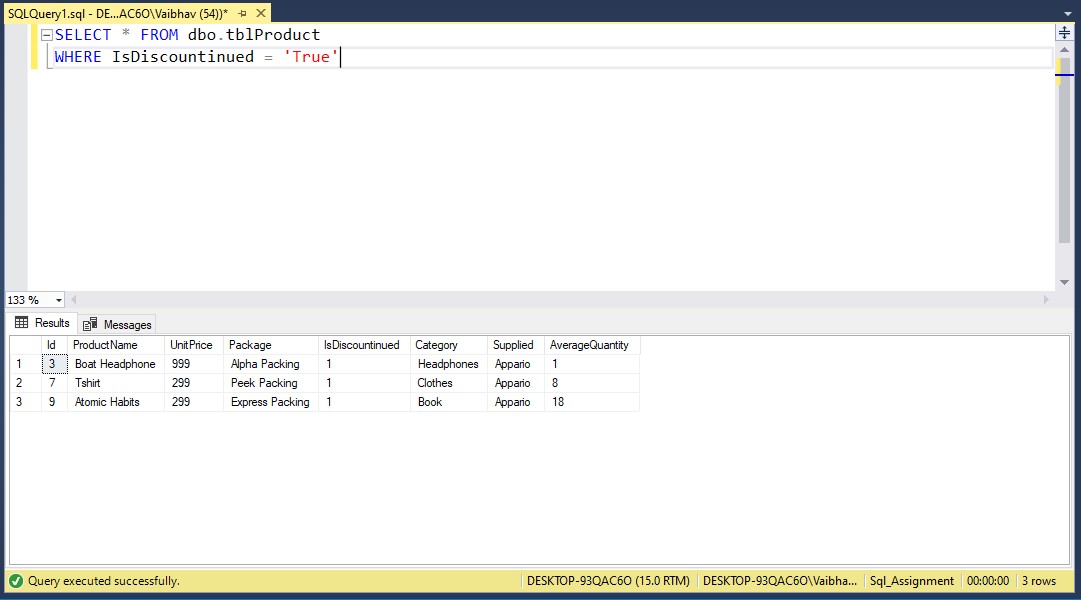 SQLQuery1.sql - DE...AC6O\Vaibhav (54))*
SELECT * FROM dbo.tblProduct
WHERE IsDiscountinued = 'True'
133 %
Results Messages
Id ProductName UnitPrice Package IsDiscountinued Category Supplied AverageQuantity
1 3 Boat Headphone 999 Alpha Packing 1 Headphones Appario 1
2 7 Tshirt 299 Peek Packing 1 Clothes Appario 8
3 9 Atomic Habits 299 Express Packing 1 Book Appario 18
Query executed successfully. DESKTOP-93QAC6O (15.0 RTM) DESKTOP-93QAC6O\Vaibha... Sql_Assignment 00:00:00 3 rows